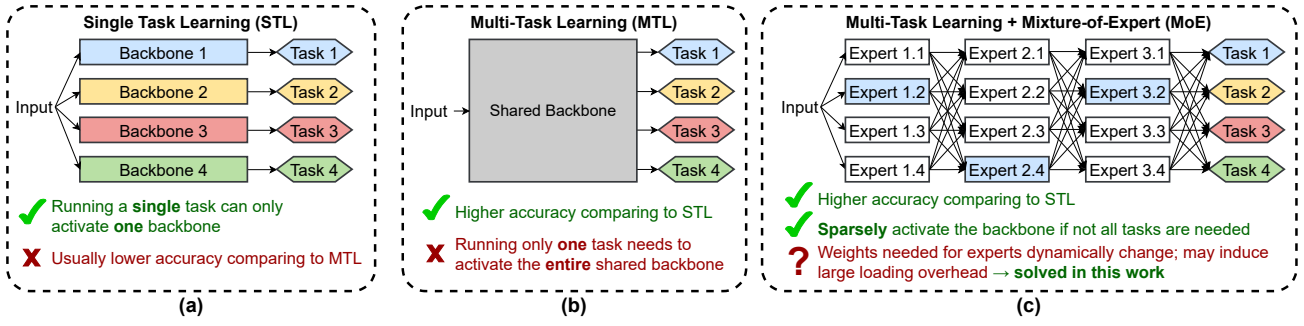 Single Task Learning (STL)
Backbone 1
Task 1
Backbone 2
Task 2
Input
Backbone 3
Task 3
Backbone 4
Task 4
Running a single task can only
activate one backbone
Usually lower accuracy comparing to MTL
(a)
Multi-Task Learning (MTL)
Task 1
Task 2
Input
Shared Backbone
Task 3
Task 4
Higher accuracy comparing to STL
Running only one task needs to
activate the entire shared backbone
(b)
Multi-Task Learning + Mixture-of-Expert (MoE)
Expert 1.1
Expert 2.1
Expert 3.1
Task 1
Expert 1.2
Expert 2.2
Expert 3.2
Task 2
Input
Expert 1.3
Expert 2.3
Expert 3.3
Task 3
Expert 1.4
Expert 2.4
Expert 3.4
Task 4
Higher accuracy comparing to STL
Sparsely activate the backbone if not all tasks are needed
? Weights needed for experts dynamically change; may induce
large loading overhead → solved in this work
(c)